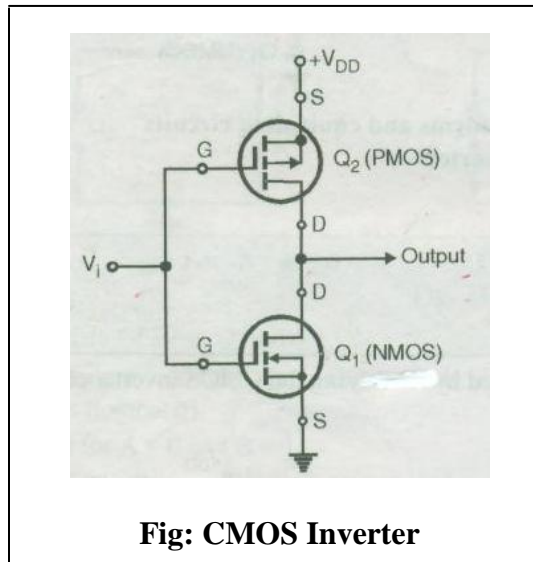 +VDD
S
G
Q2 (PMOS)
D
Vi
Output
D
G
Q1 (NMOS)
S
Fig: CMOS Inverter